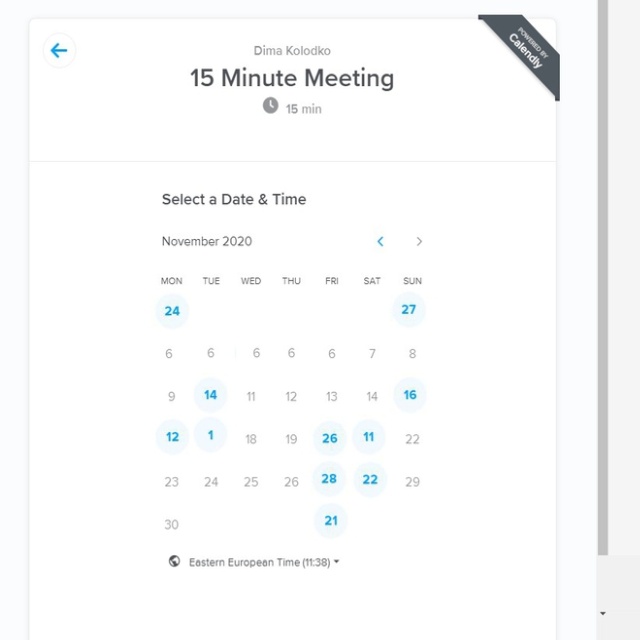 POWERED BY
Calendly
Dima Kolodko
15 Minute Meeting
15 min
Select a Date & Time
November 2020
MON TUE WED THU FRI SAT SUN
24 27
6 6 6 6 6 7 8
9 14 11 12 13 14 16
12 1 18 19 26 11 22
23 24 25 26 28 22 29
30 21
Eastern European Time (11:38)